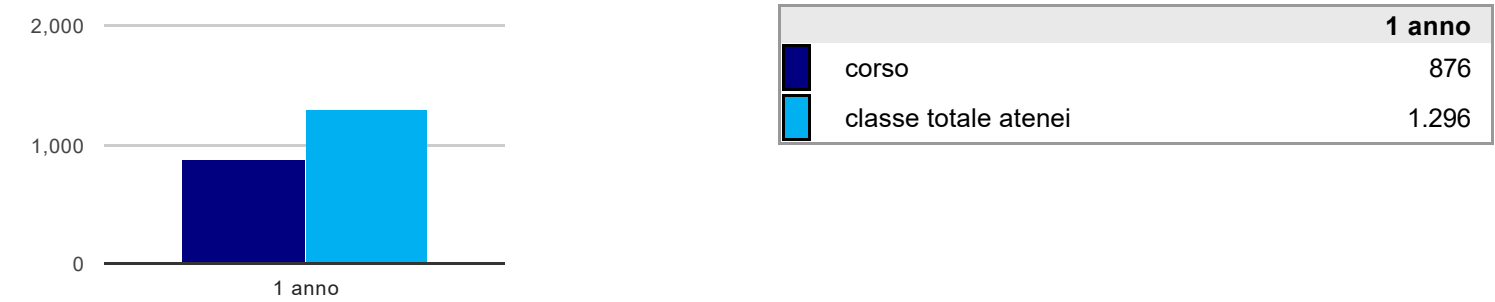 2,000
1,000
0
1 anno
1 anno
corso 876
classe totale atenei 1.296